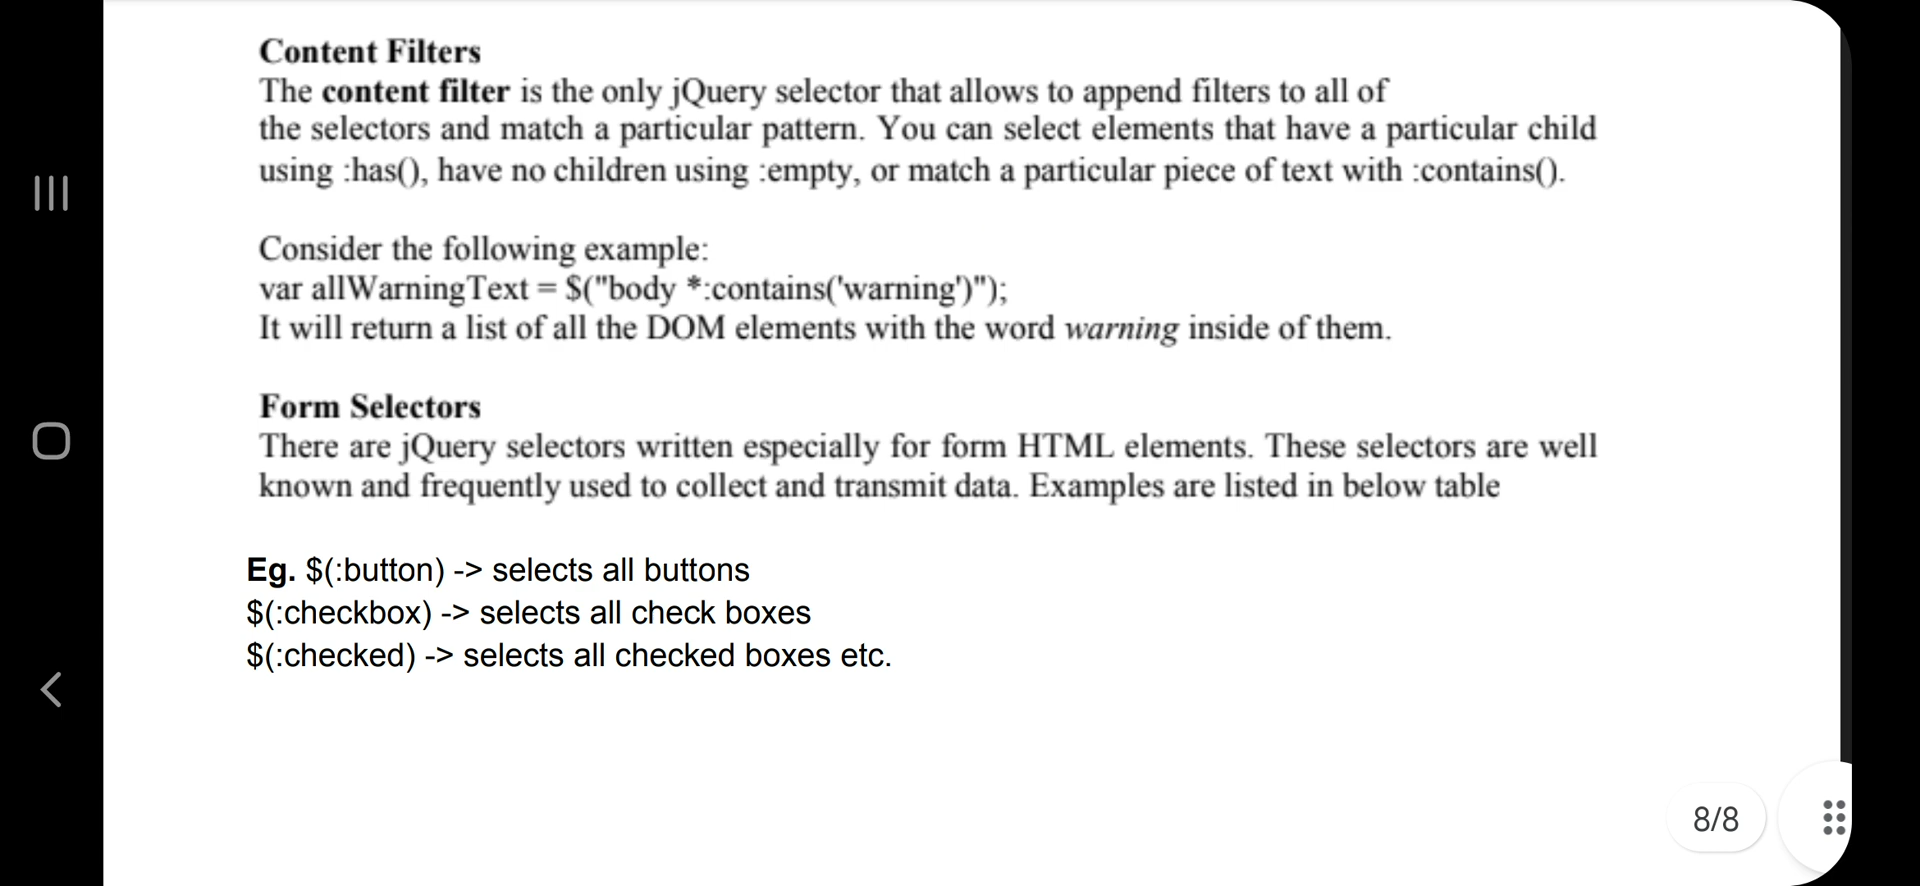 Content Filters
The content filter is the only jQuery selector that allows to append filters to all of
the selectors and match a particular pattern. You can select elements that have a particular child
using :has(), have no children using :empty, or match a particular piece of text with :contains().
Consider the following example:
var allWarningText = $("body *:contains('warning')");
It will return a list of all the DOM elements with the word warning inside of them.
Form Selectors
There are jQuery selectors written especially for form HTML elements. These selectors are well
known and frequently used to collect and transmit data. Examples are listed in below table
Eg. $(:button) -> selects all buttons
$(:checkbox) -> selects all check boxes
$(:checked) -> selects all checked boxes etc.
8/8